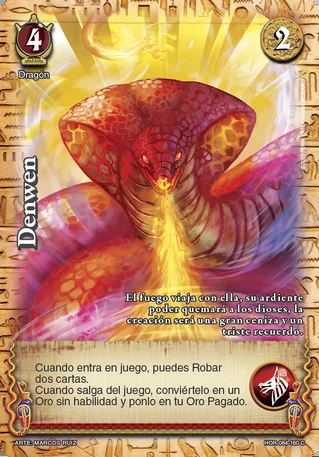 4
2
Dragón
Denwen
El fuego viaja con ella, su ardiente
poder quemará a los dioses, la
creación será una gran ceniza y un
triste recuerdo.
Cuando entra en juego, puedes Robar
dos cartas.
Cuando salga del juego, conviértelo en un
Oro sin habilidad y ponlo en tu Oro Pagado.
ARTE: MARCOS RUIZ
HDR-084-160 C